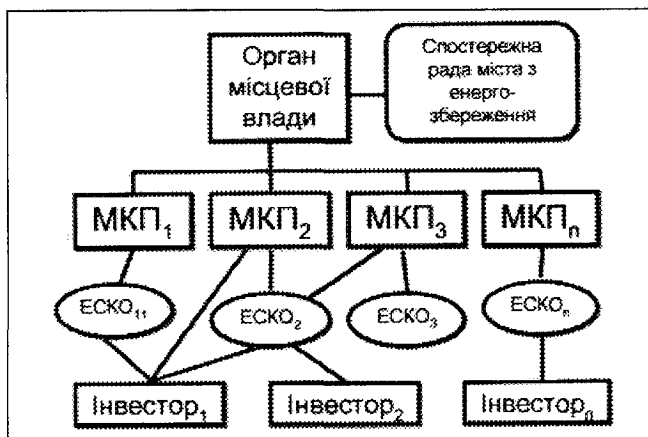 Орган
місцевої
влади
Спостережна
рада міста з
енерго-
збереження
МКП₁ МКП₂ МКП₃ МКПₙ
ЕСКО₁₁ ЕСКО₂ ЕСКО₃ ЕСКОₙ
Інвестор₁ Інвестор₂ Інвесторₙ